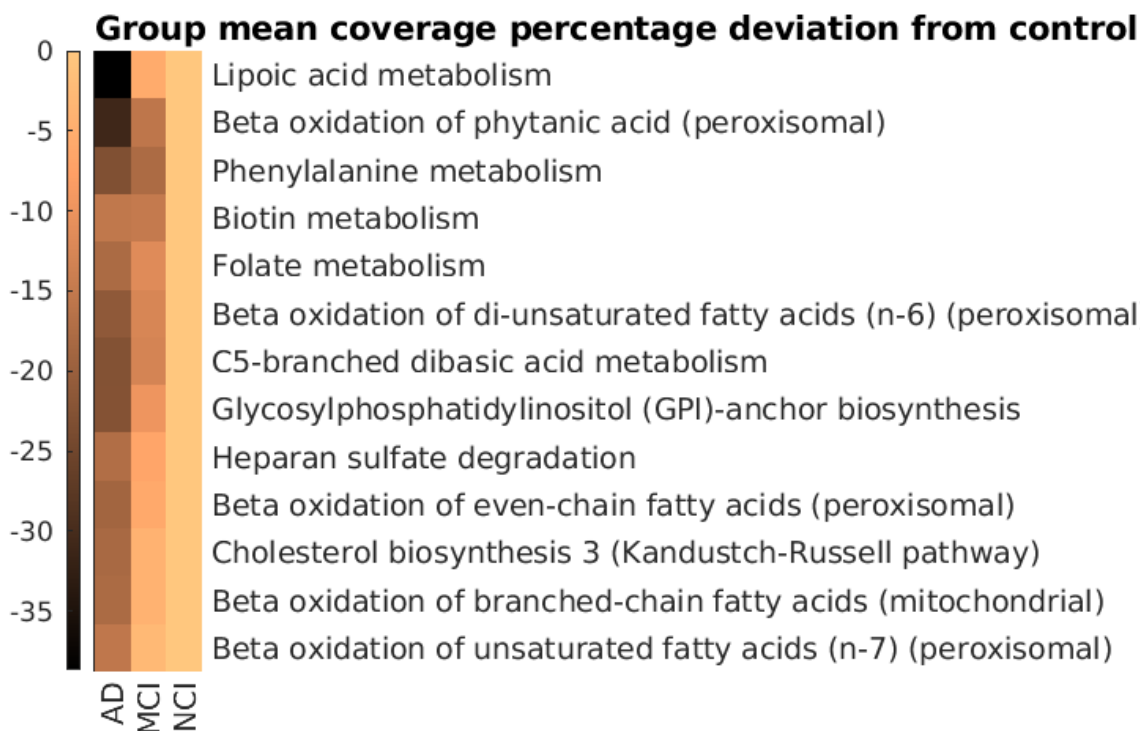 Group mean coverage percentage deviation from control
0
-5
-10
-15
-20
-25
-30
-35
Lipoic acid metabolism
Beta oxidation of phytanic acid (peroxisomal)
Phenylalanine metabolism
Biotin metabolism
Folate metabolism
Beta oxidation of di-unsaturated fatty acids (n-6) (peroxisomal
C5-branched dibasic acid metabolism
Glycosylphosphatidylinositol (GPI)-anchor biosynthesis
Heparan sulfate degradation
Beta oxidation of even-chain fatty acids (peroxisomal)
Cholesterol biosynthesis 3 (Kandustch-Russell pathway)
Beta oxidation of branched-chain fatty acids (mitochondrial)
Beta oxidation of unsaturated fatty acids (n-7) (peroxisomal)
AD
MCI
NCI